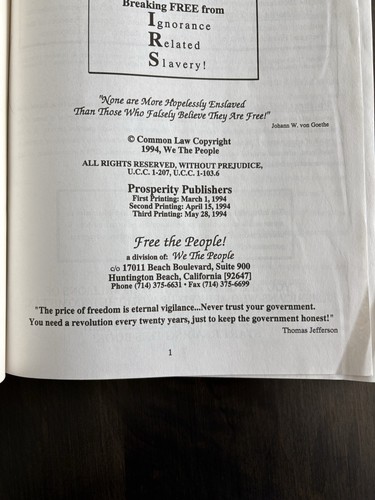 Breaking FREE from
Ignorance
Related
Slavery!
"None are More Hopelessly Enslaved
Than Those Who Falsely Believe They Are Free!"
Johann W. von Goethe
© Common Law Copyright
1994, We The People
ALL RIGHTS RESERVED, WITHOUT PREJUDICE,
U.C.C. 1-207, U.C.C. 1-103.6
Prosperity Publishers
First Printing: March 1, 1994
Second Printing: April 15, 1994
Third Printing: May 28, 1994
Free the People!
a division of: We The People
c/o 17011 Beach Boulevard, Suite 900
Huntington Beach, California [92647]
Phone (714) 375-6631 • Fax (714) 375-6699
"The price of freedom is eternal vigilance...Never trust your government.
You need a revolution every twenty years, just to keep the government honest!"
Thomas Jefferson
1